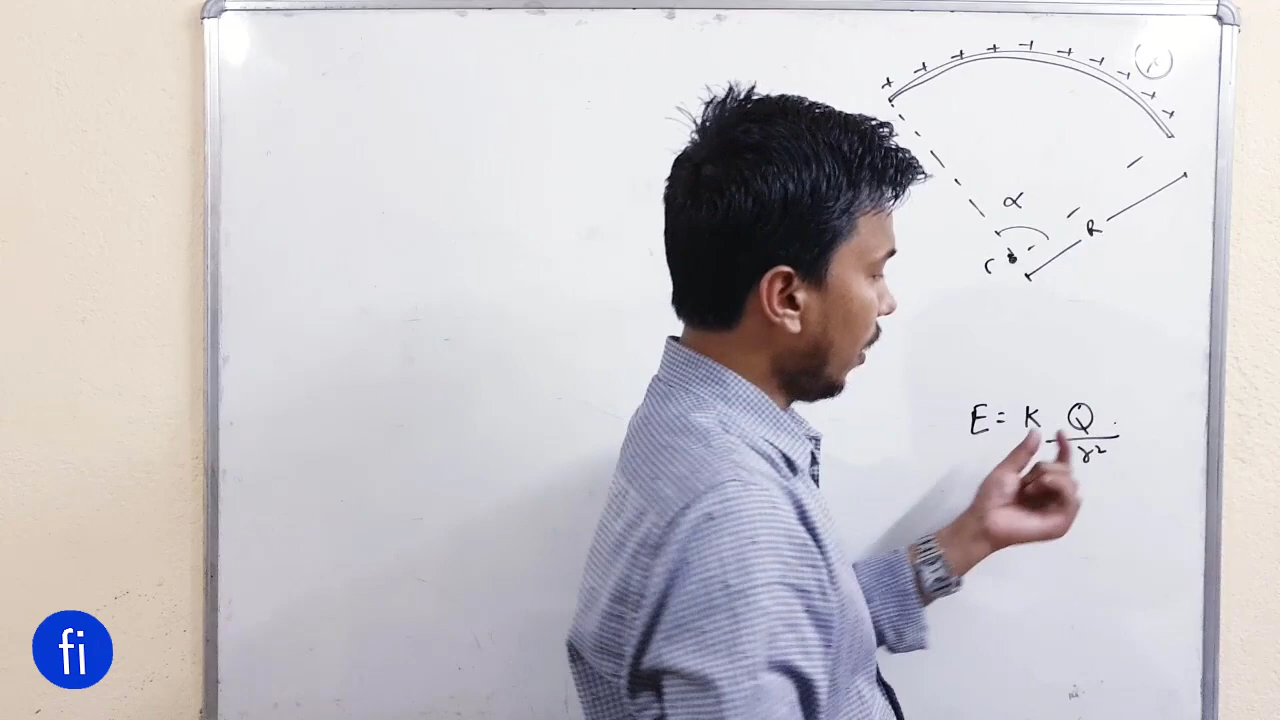 + + + + + + + + + +
α
R
C
E = K Q
r²
fi